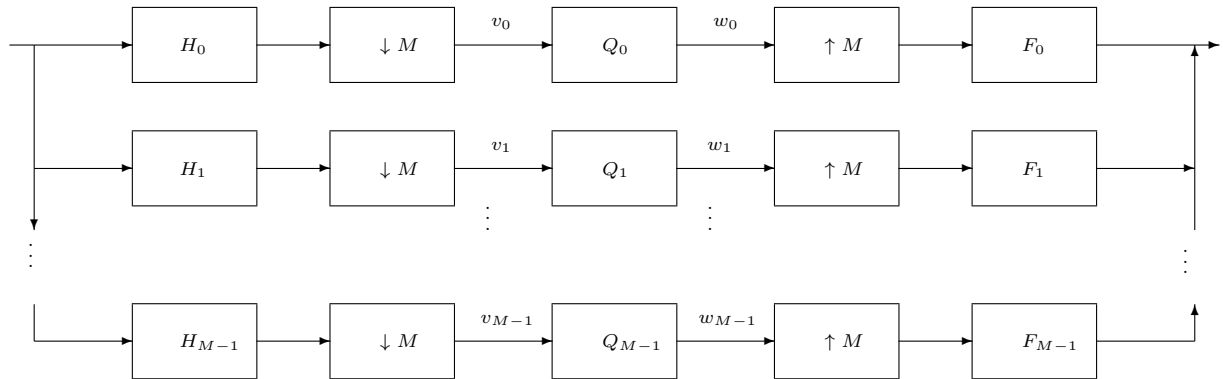 v_0 w_0
H_0 ↓ M Q_0 ↑ M F_0
v_1 w_1
H_1 ↓ M Q_1 ↑ M F_1
⋮ ⋮
⋮ ⋮
v_{M−1} w_{M−1}
H_{M−1} ↓ M Q_{M−1} ↑ M F_{M−1}